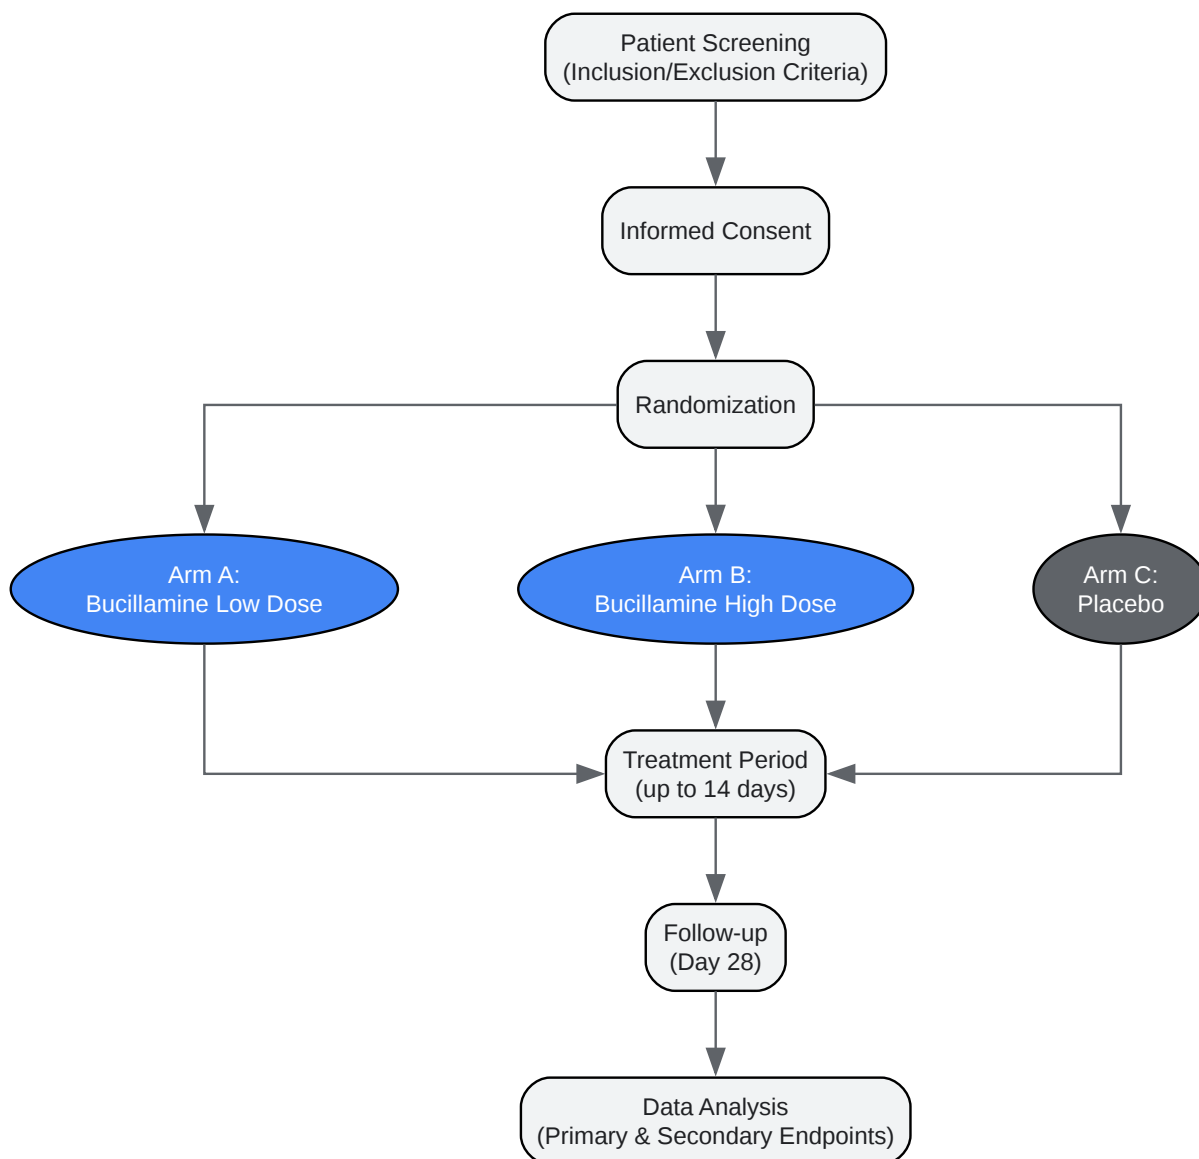 Patient Screening
(Inclusion/Exclusion Criteria)
Informed Consent
Randomization
Arm A:
Bucillamine Low Dose
Arm B:
Bucillamine High Dose
Arm C:
Placebo
Treatment Period
(up to 14 days)
Follow-up
(Day 28)
Data Analysis
(Primary & Secondary Endpoints)